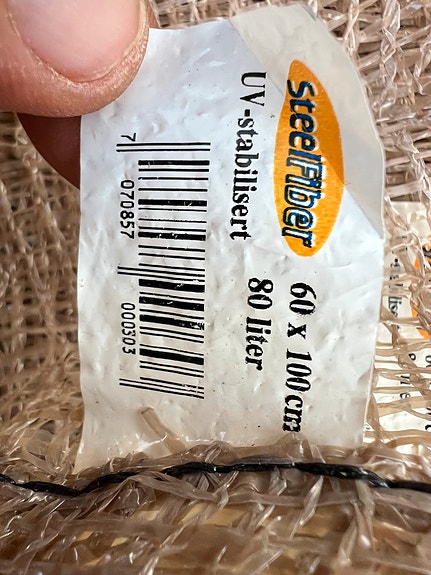 SteelFiber
UV-stabilisert
60 x 100 cm
80 liter
7 070857 000303